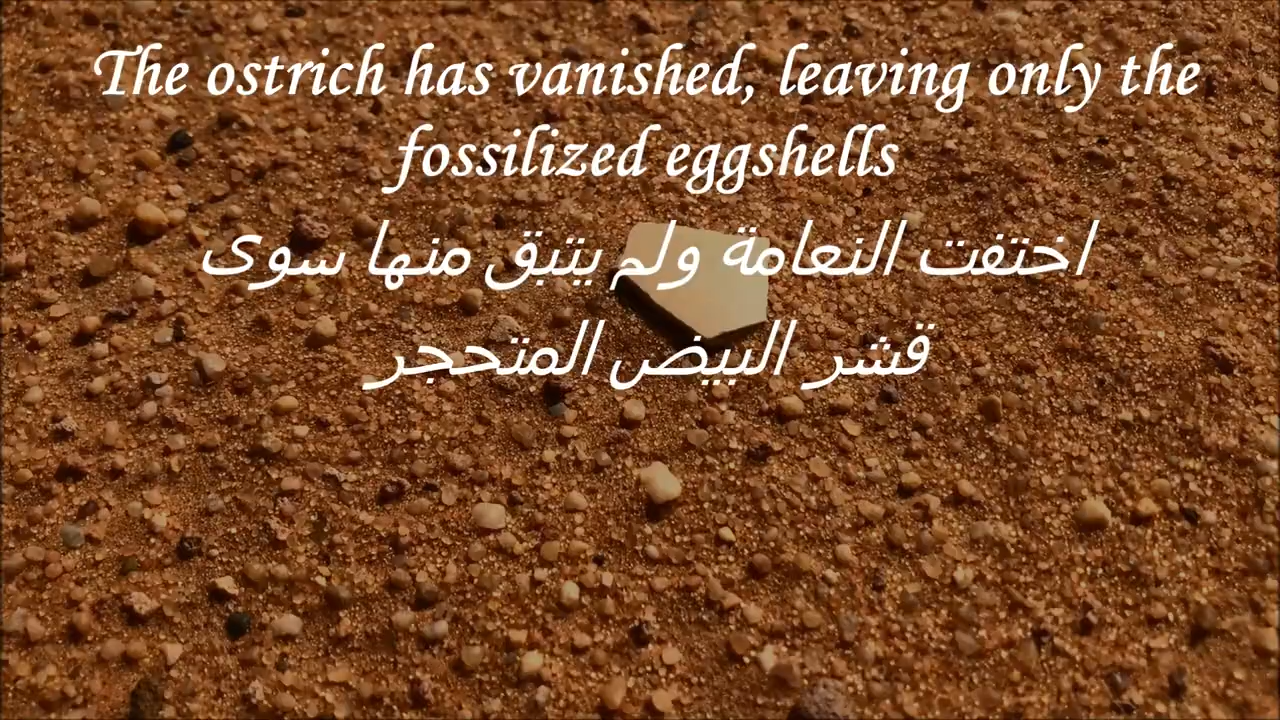 The ostrich has vanished, leaving only the
fossilized eggshells
اختفت النعامة ولم يتبق منها سوى
قشر البيض المتحجر